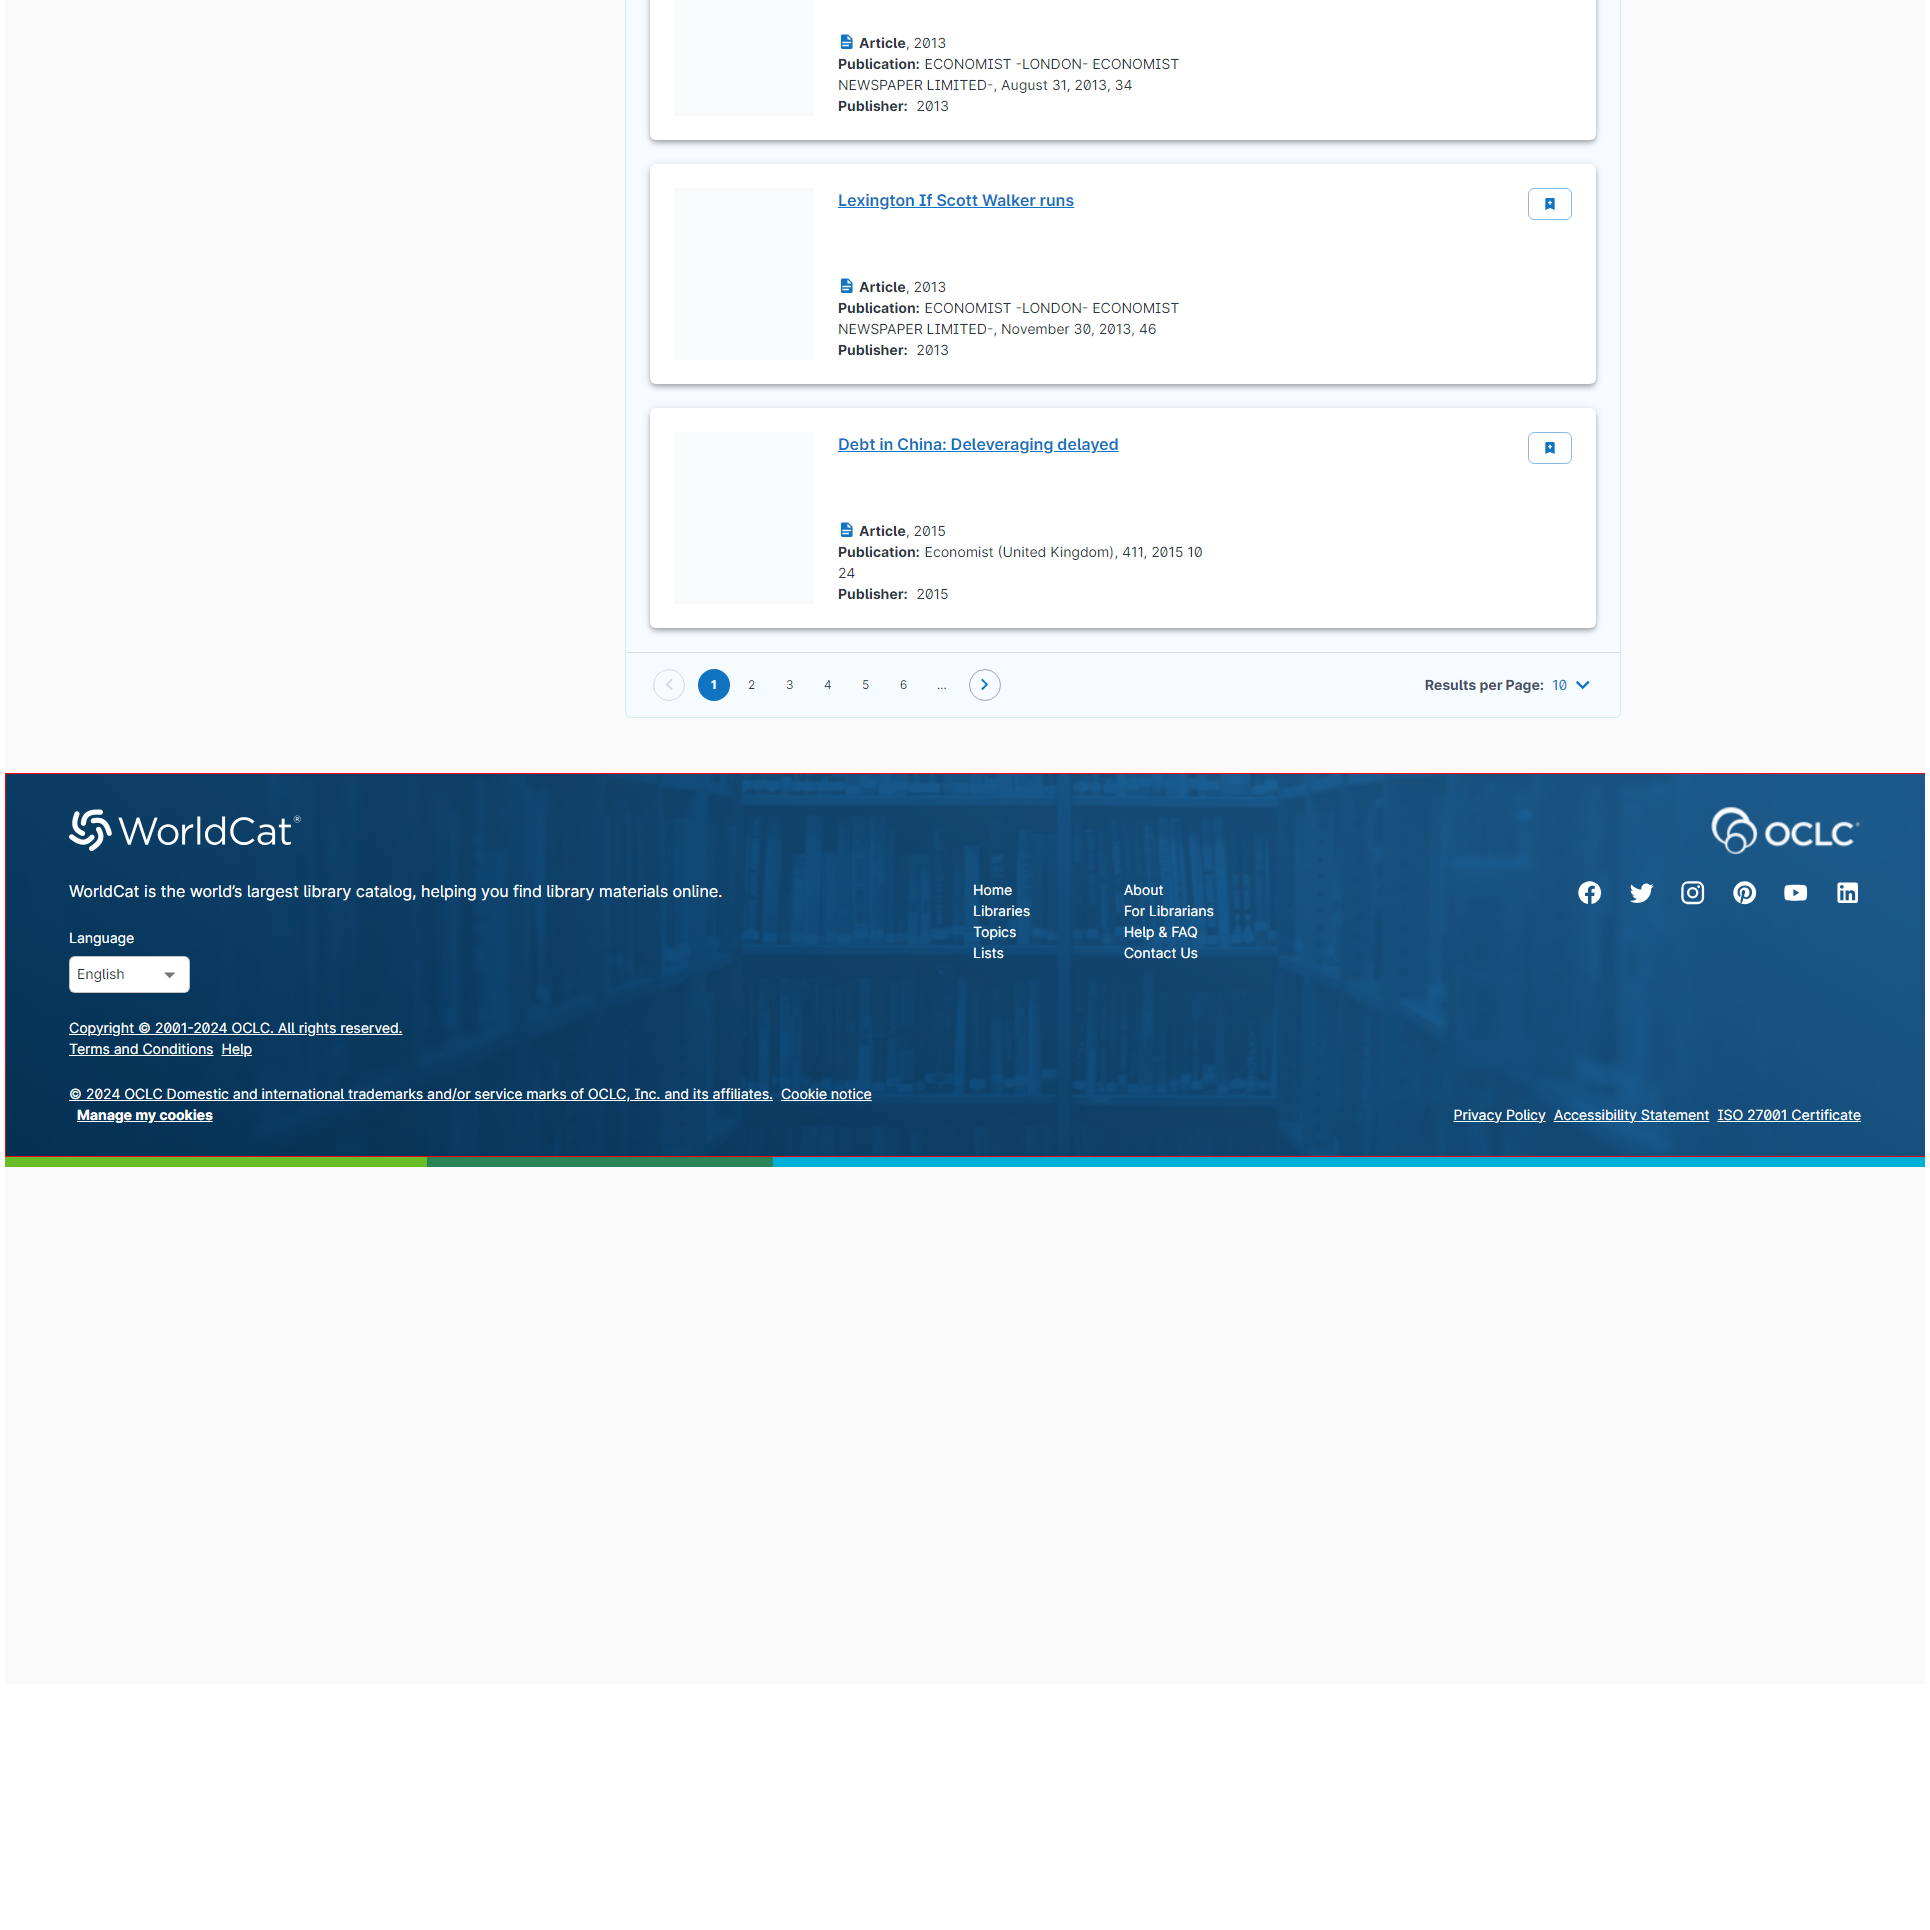 Article, 2013
Publication: ECONOMIST -LONDON- ECONOMIST
NEWSPAPER LIMITED-, August 31, 2013, 34
Publisher: 2013
Lexington If Scott Walker runs
Article, 2013
Publication: ECONOMIST -LONDON- ECONOMIST
NEWSPAPER LIMITED-, November 30, 2013, 46
Publisher: 2013
Debt in China: Deleveraging delayed
Article, 2015
Publication: Economist (United Kingdom), 411, 2015 10
24
Publisher: 2015
1 2 3 4 5 6 ...
Results per Page: 10
WorldCat®
OCLC
WorldCat is the world's largest library catalog, helping you find library materials online.
Home
Libraries
Topics
Lists
About
For Librarians
Help & FAQ
Contact Us
Language
English
Copyright © 2001-2024 OCLC. All rights reserved.
Terms and Conditions Help
© 2024 OCLC Domestic and international trademarks and/or service marks of OCLC, Inc. and its affiliates. Cookie notice
Manage my cookies
Privacy Policy Accessibility Statement ISO 27001 Certificate